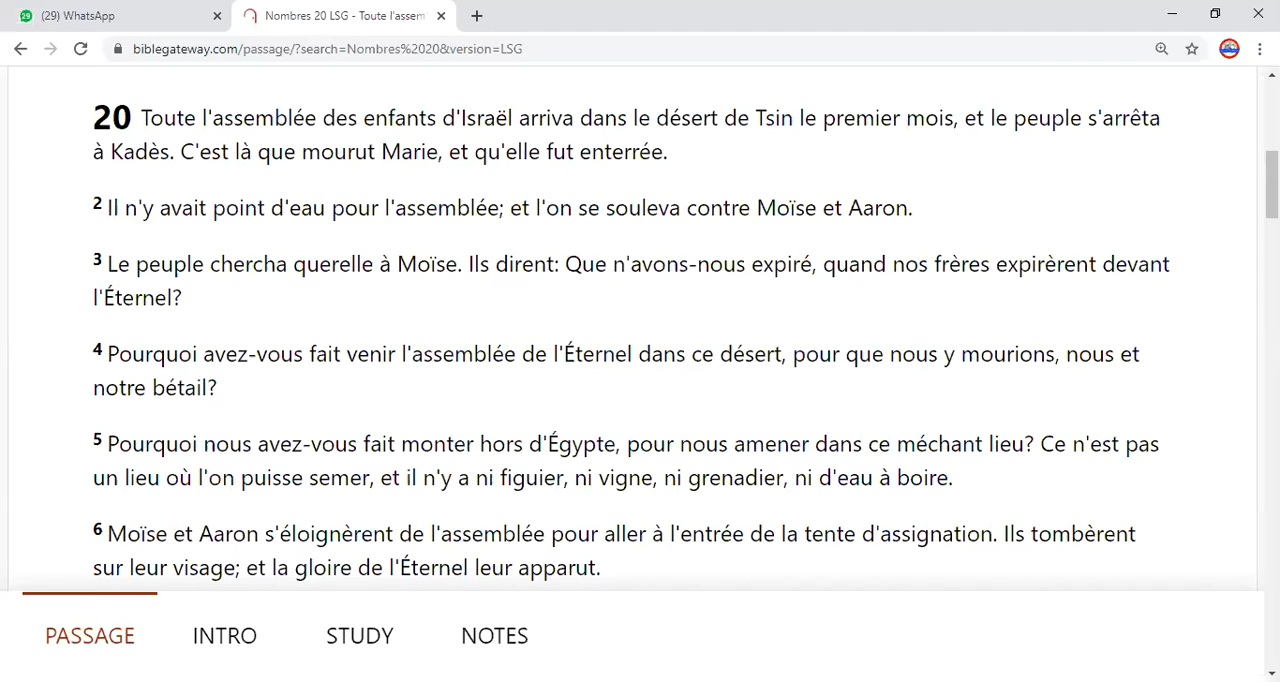 29
(29) WhatsApp
Nombres 20 LSG - Toute l'assem
biblegateway.com/passage/?search=Nombres%2020&version=LSG
20 Toute l'assemblée des enfants d'Israël arriva dans le désert de Tsin le premier mois, et le peuple s'arrêta
à Kadès. C'est là que mourut Marie, et qu'elle fut enterrée.
2 Il n'y avait point d'eau pour l'assemblée; et l'on se souleva contre Moïse et Aaron.
3 Le peuple chercha querelle à Moïse. Ils dirent: Que n'avons-nous expiré, quand nos frères expirèrent devant
l'Éternel?
4 Pourquoi avez-vous fait venir l'assemblée de l'Éternel dans ce désert, pour que nous y mourions, nous et
notre bétail?
5 Pourquoi nous avez-vous fait monter hors d'Égypte, pour nous amener dans ce méchant lieu? Ce n'est pas
un lieu où l'on puisse semer, et il n'y a ni figuier, ni vigne, ni grenadier, ni d'eau à boire.
6 Moïse et Aaron s'éloignèrent de l'assemblée pour aller à l'entrée de la tente d'assignation. Ils tombèrent
sur leur visage; et la gloire de l'Éternel leur apparut.
PASSAGE INTRO STUDY NOTES